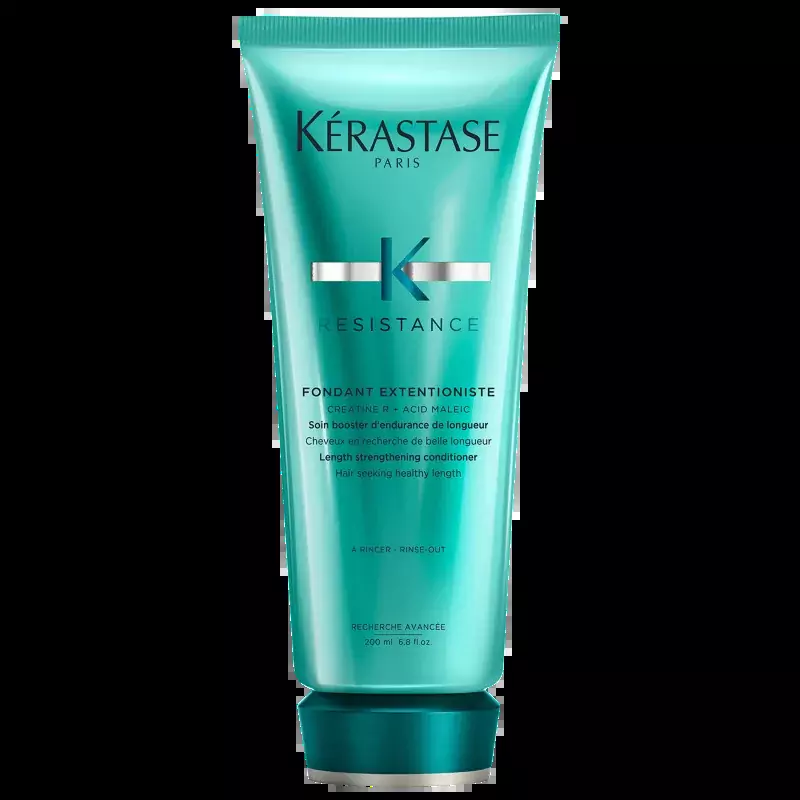 KÉRASTASE
PARIS
K
RESISTANCE
FONDANT EXTENTIONISTE
CREATINE R + ACID MALEIC
Soin booster d'endurance de longueur
Cheveux en recherche de belle longueur
Length strengthening conditioner
Hair seeking healthy length
A RINCER - RINSE-OUT
RECHERCHE AVANCÉE
200 ml 6.8 fl.oz.